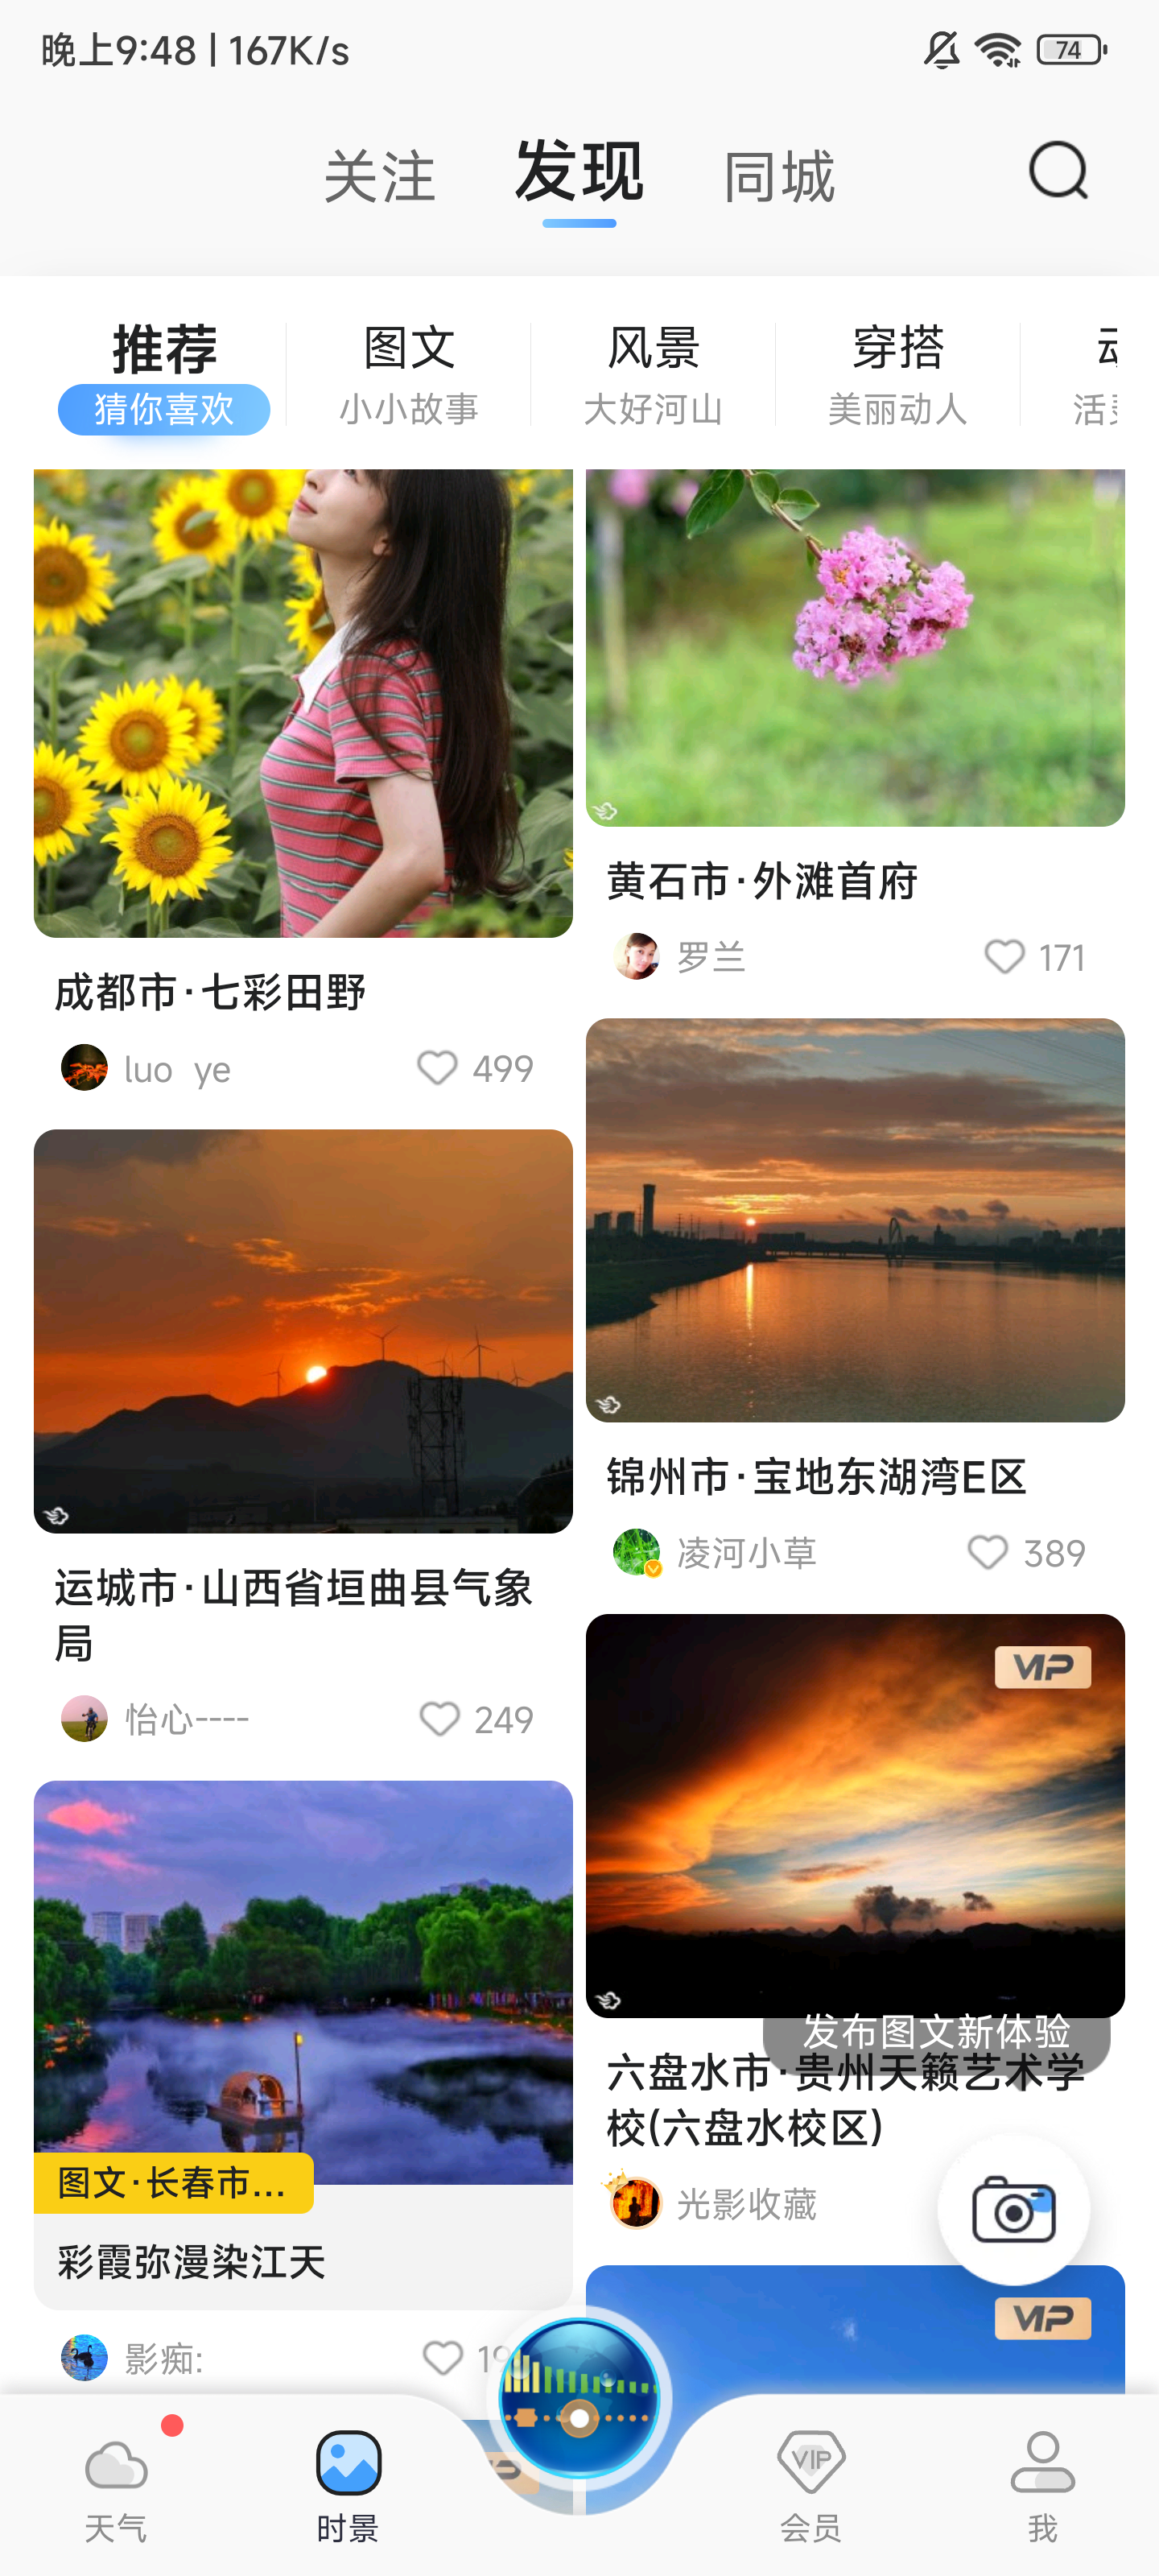 晚上9:48 | 167K/s
74
关注 发现 同城
推荐 图文 风景 穿搭
猜你喜欢 小小故事 大好河山 美丽动人
成都市·七彩田野
luo ye 499
黄石市·外滩首府
罗兰 171
运城市·山西省垣曲县气象
局
怡心---- 249
锦州市·宝地东湖湾E区
凌河小草 389
VIP
发布图文新体验
六盘水市·贵州天籁艺术学
校(六盘水校区)
光影收藏
图文·长春市...
彩霞弥漫染江天
影痴:
VIP
VIP
天气 时景 会员 我